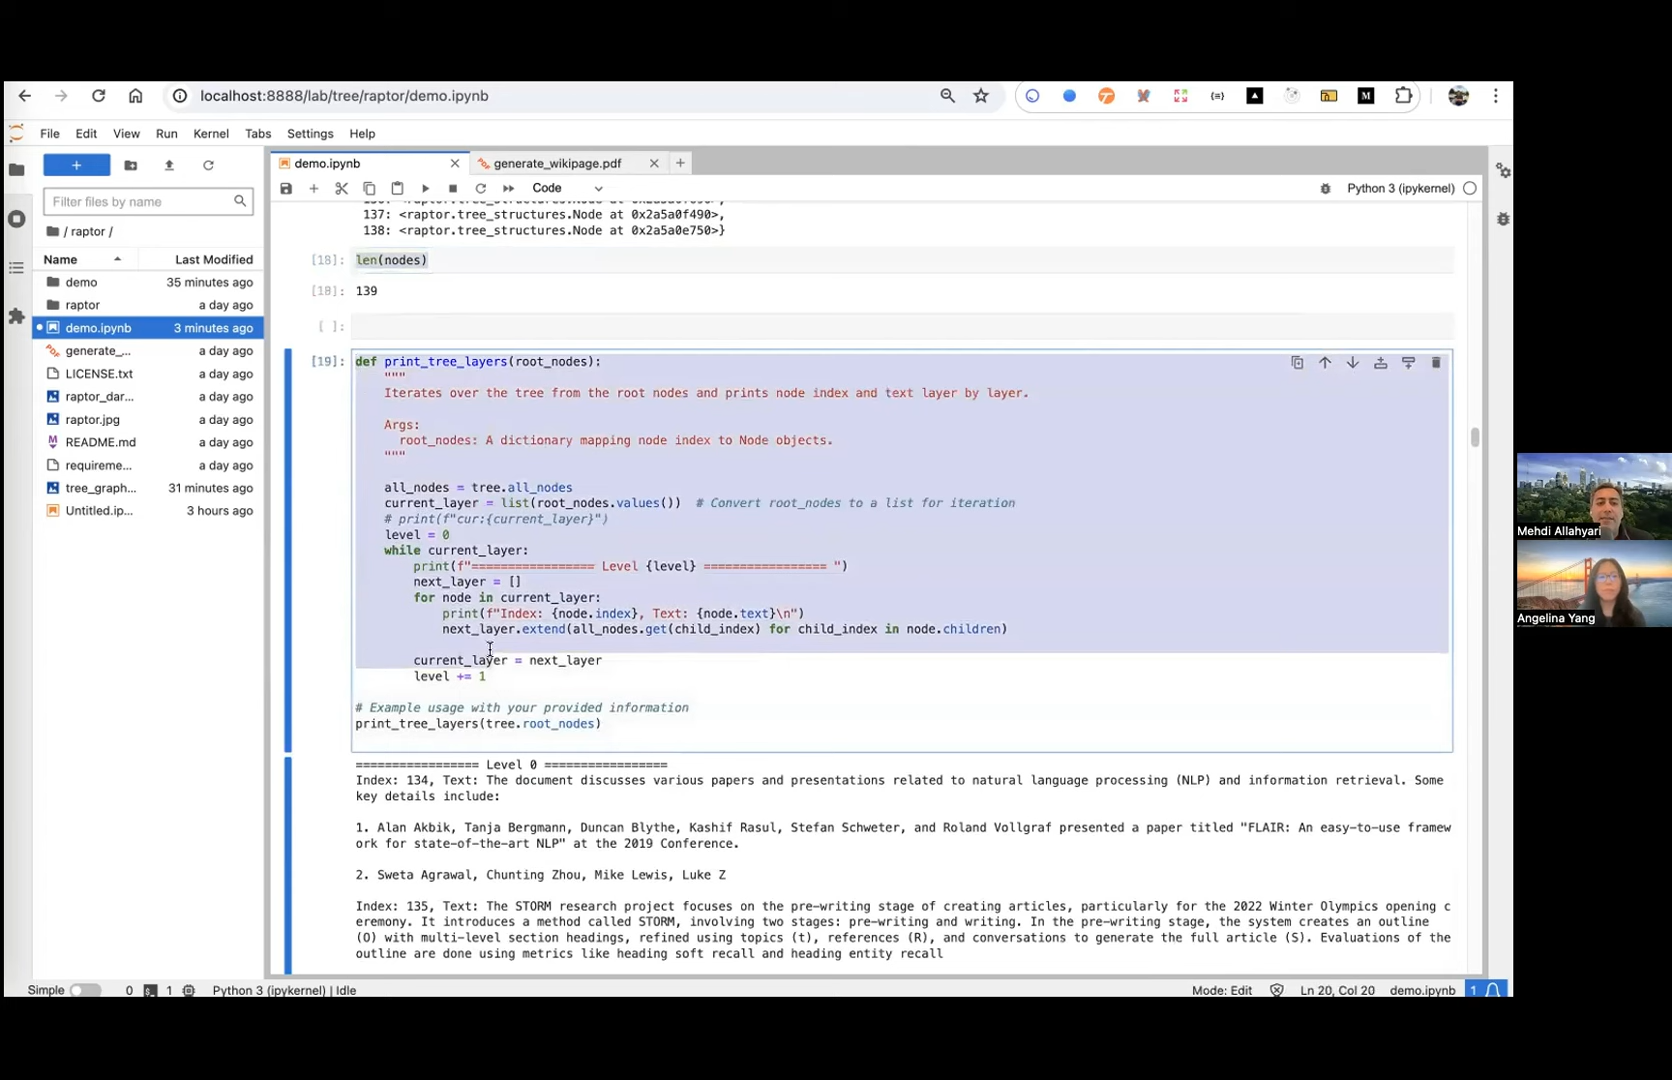 localhost:8888/lab/tree/raptor/demo.ipynb
File Edit View Run Kernel Tabs Settings Help
demo.ipynb
generate_wikipage.pdf
Filter files by name
Code
Python 3 (ipykernel)
/ raptor /
Name Last Modified
demo 35 minutes ago
raptor a day ago
demo.ipynb 3 minutes ago
generate_... a day ago
LICENSE.txt a day ago
raptor_dar... a day ago
raptor.jpg a day ago
README.md a day ago
requireme... a day ago
tree_graph... 31 minutes ago
Untitled.ip... 3 hours ago
137: <raptor.tree_structures.Node at 0x2a5a0f490>,
138: <raptor.tree_structures.Node at 0x2a5a0e750>}
[18]: len(nodes)
[18]: 139
[ ]:
[19]: def print_tree_layers(root_nodes):
"""
Iterates over the tree from the root nodes and prints node index and text layer by layer.
Args:
root_nodes: A dictionary mapping node index to Node objects.
"""
all_nodes = tree.all_nodes
current_layer = list(root_nodes.values()) # Convert root_nodes to a list for iteration
# print(f"cur:{current_layer}")
level = 0
while current_layer:
print(f"================= Level {level} ================= ")
next_layer = []
for node in current_layer:
print(f"Index: {node.index}, Text: {node.text}\n")
next_layer.extend(all_nodes.get(child_index) for child_index in node.children)
current_layer = next_layer
level += 1
# Example usage with your provided information
print_tree_layers(tree.root_nodes)
================= Level 0 =================
Index: 134, Text: The document discusses various papers and presentations related to natural language processing (NLP) and information retrieval. Some
key details include:
1. Alan Akbik, Tanja Bergmann, Duncan Blythe, Kashif Rasul, Stefan Schweter, and Roland Vollgraf presented a paper titled "FLAIR: An easy-to-use framew
ork for state-of-the-art NLP" at the 2019 Conference.
2. Sweta Agrawal, Chunting Zhou, Mike Lewis, Luke Z
Index: 135, Text: The STORM research project focuses on the pre-writing stage of creating articles, particularly for the 2022 Winter Olympics opening c
eremony. It introduces a method called STORM, involving two stages: pre-writing and writing. In the pre-writing stage, the system creates an outline
(O) with multi-level section headings, refined using topics (t), references (R), and conversations to generate the full article (S). Evaluations of the
outline are done using metrics like heading soft recall and heading entity recall
Simple 0 1 Python 3 (ipykernel) | Idle
Mode: Edit Ln 20, Col 20 demo.ipynb 1
Mehdi Allahyari
Angelina Yang